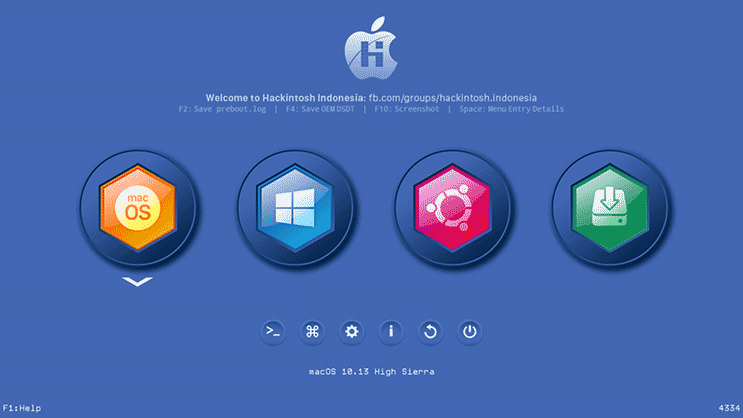 Welcome to Hackintosh Indonesia: fb.com/groups/hackintosh.indonesia
F2: Save preboot.log | F4: Save OEM DSDT | F10: Screenshot | Space: Menu Entry Details
mac
OS
macOS 10.13 High Sierra
F1:Help
4334